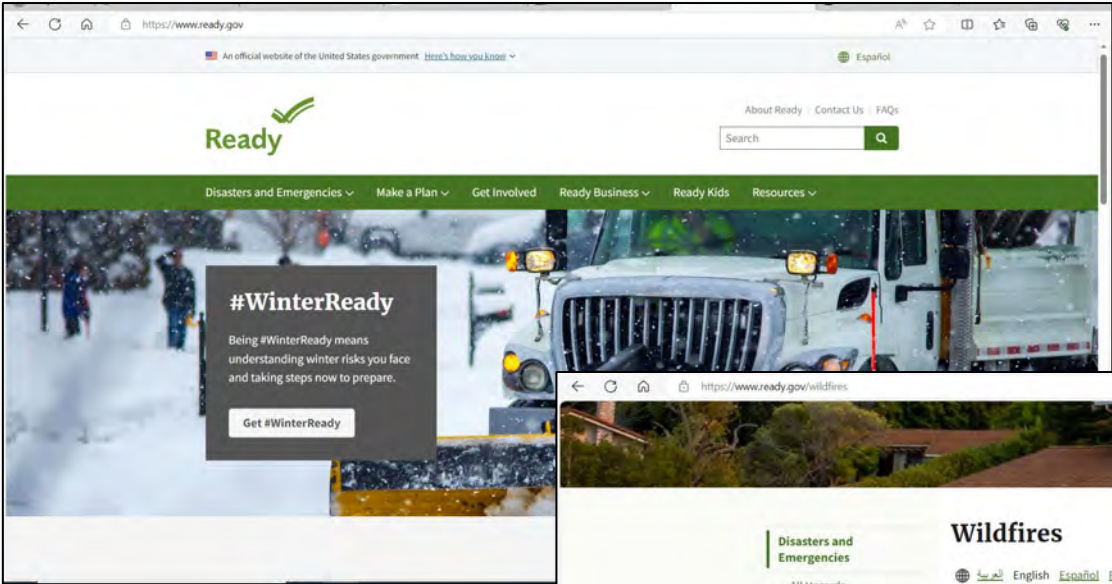 https://www.ready.gov
An official website of the United States government Here's how you know
Español
Ready
About Ready
Contact Us
FAQs
Search
Disasters and Emergencies
Make a Plan
Get Involved
Ready Business
Ready Kids
Resources
#WinterReady
Being #WinterReady means
understanding winter risks you face
and taking steps now to prepare.
Get #WinterReady
https://www.ready.gov/wildfires
Disasters and
Emergencies
Wildfires
العربية English Español